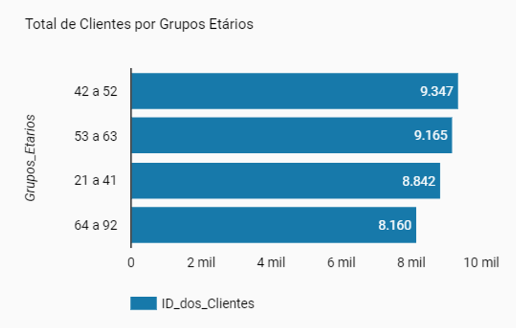 Total de Clientes por Grupos Etários
Grupos_Etarios
42 a 52
9.347
53 a 63
9.165
21 a 41
8.842
64 a 92
8.160
0
2 mil
4 mil
6 mil
8 mil
10 mil
ID_dos_Clientes